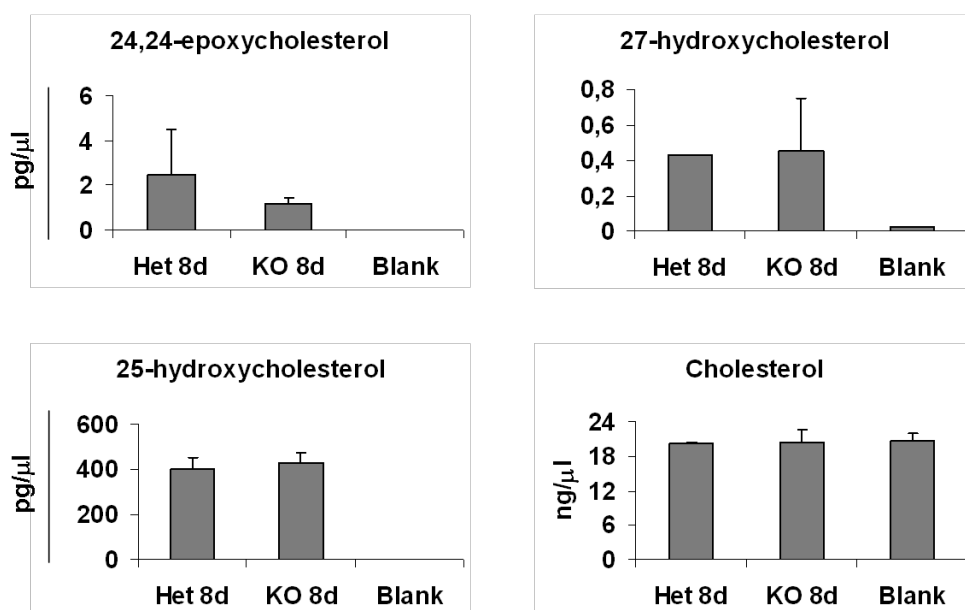 24,24-epoxycholesterol
pg/µl
6
4
2
0
Het 8d KO 8d Blank
27-hydroxycholesterol
0,8
0,6
0,4
0,2
0
Het 8d KO 8d Blank
25-hydroxycholesterol
pg/µl
600
400
200
0
Het 8d KO 8d Blank
Cholesterol
ng/µl
24
18
12
6
0
Het 8d KO 8d Blank